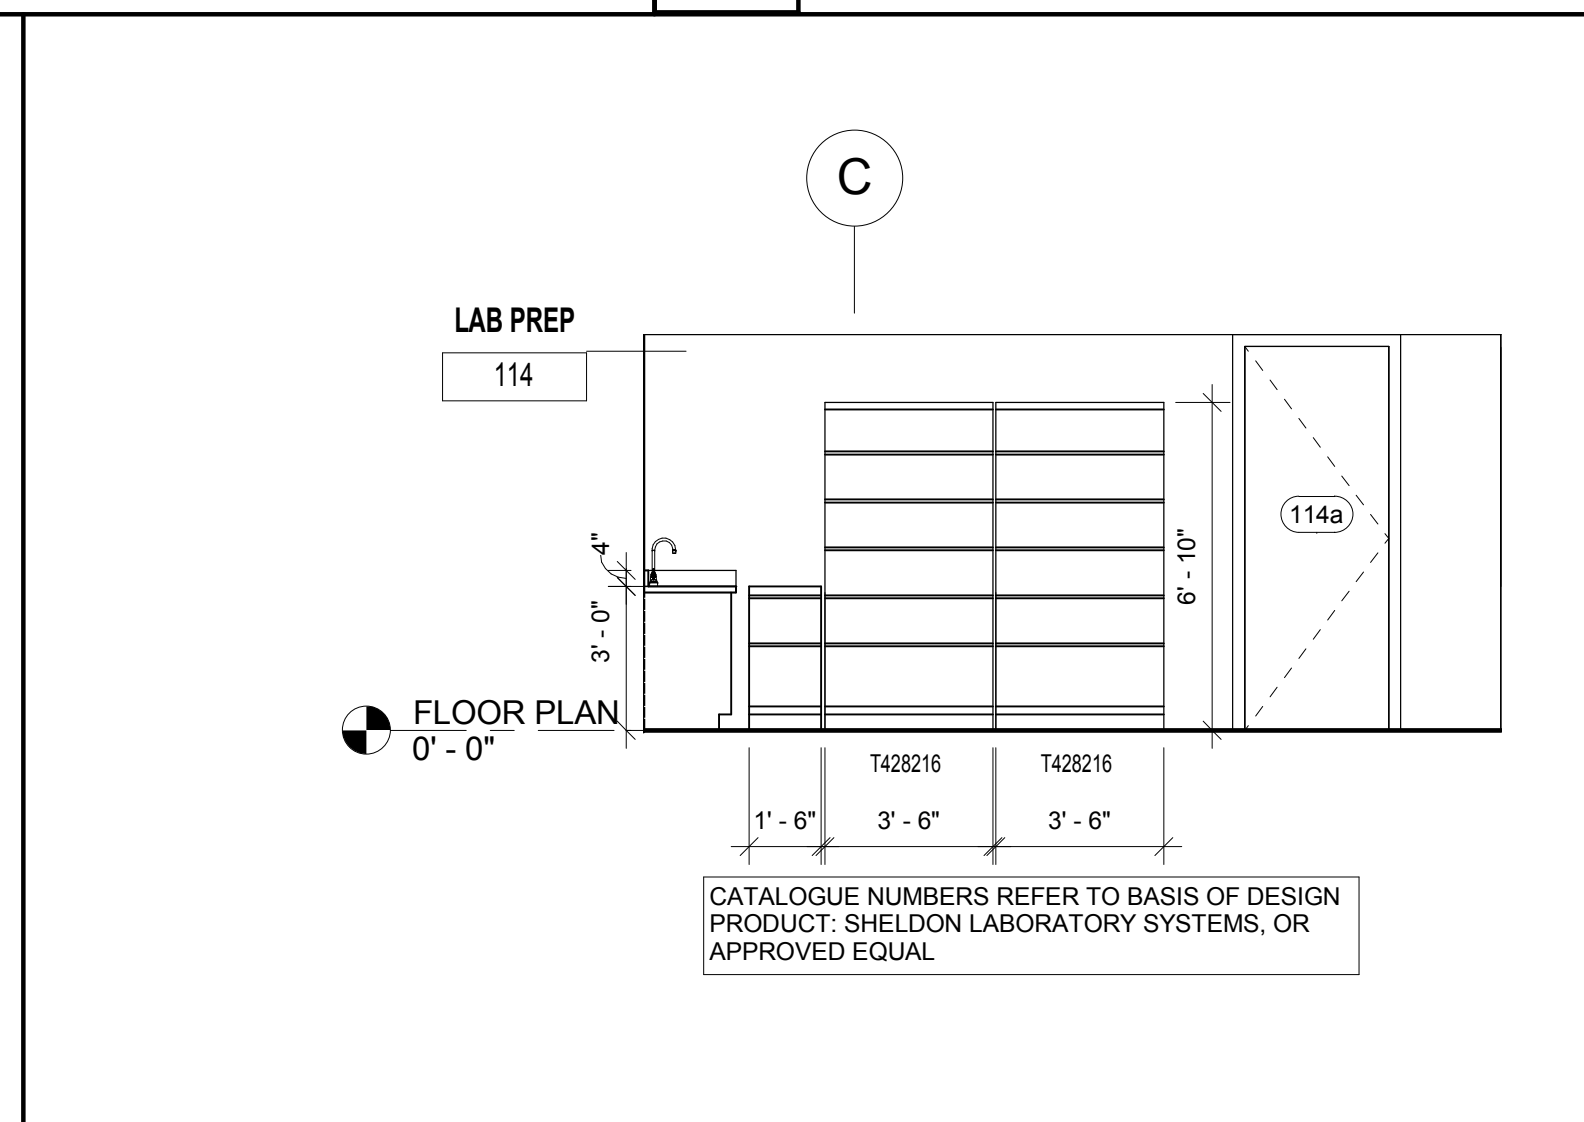 C
LAB PREP
114
114a
4"
3' - 0"
6' - 10"
FLOOR PLAN
0' - 0"
T428216
T428216
1' - 6"
3' - 6"
3' - 6"
CATALOGUE NUMBERS REFER TO BASIS OF DESIGN
PRODUCT: SHELDON LABORATORY SYSTEMS, OR
APPROVED EQUAL